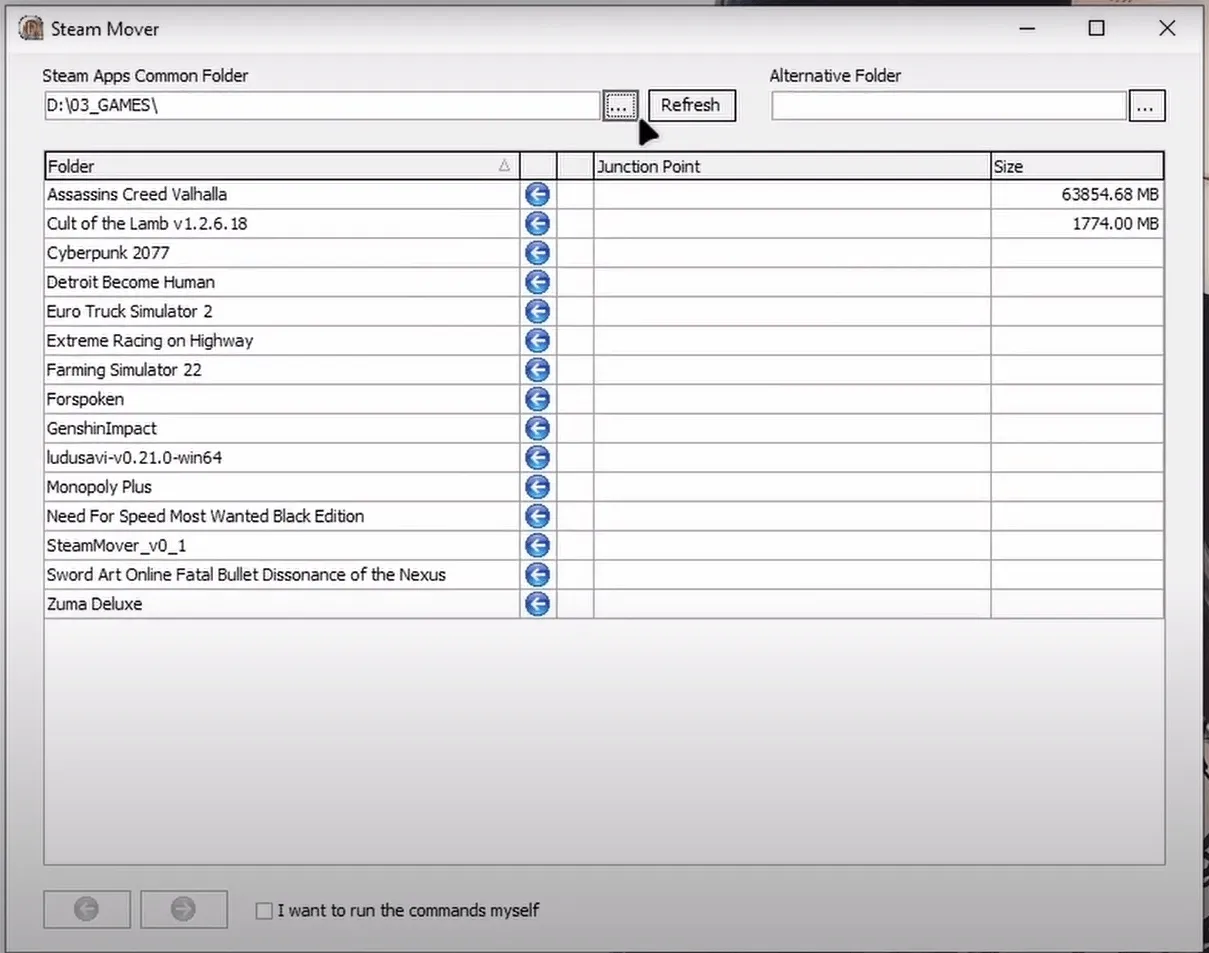 Steam Mover
Steam Apps Common Folder
Alternative Folder
D:\03_GAMES\
...
Refresh
...
Folder
Junction Point
Size
Assassins Creed Valhalla
63854.68 MB
Cult of the Lamb v1.2.6.18
1774.00 MB
Cyberpunk 2077
Detroit Become Human
Euro Truck Simulator 2
Extreme Racing on Highway
Farming Simulator 22
Forspoken
GenshinImpact
ludusavi-v0.21.0-win64
Monopoly Plus
Need For Speed Most Wanted Black Edition
SteamMover_v0_1
Sword Art Online Fatal Bullet Dissonance of the Nexus
Zuma Deluxe
I want to run the commands myself